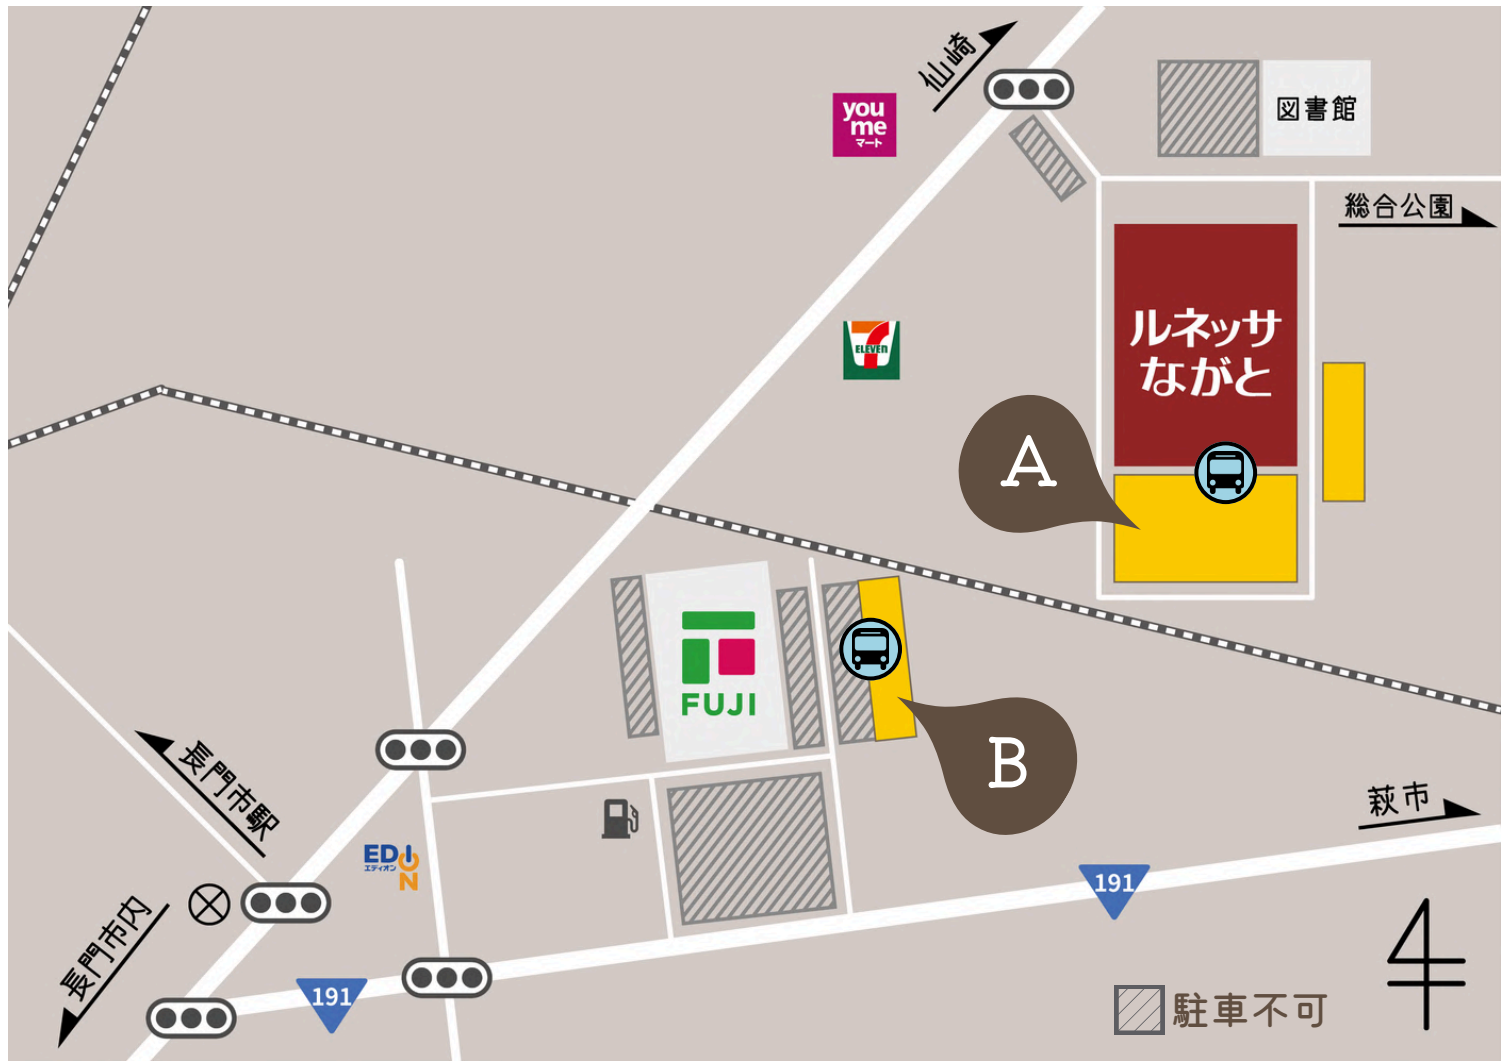 仙崎
you
me
マート
図書館
総合公園
ルネッサ
ながと
7
ELEVEN
A
FUJI
B
長門市駅
萩市
EDION
エディオン
191
長門市内
191
駐車不可